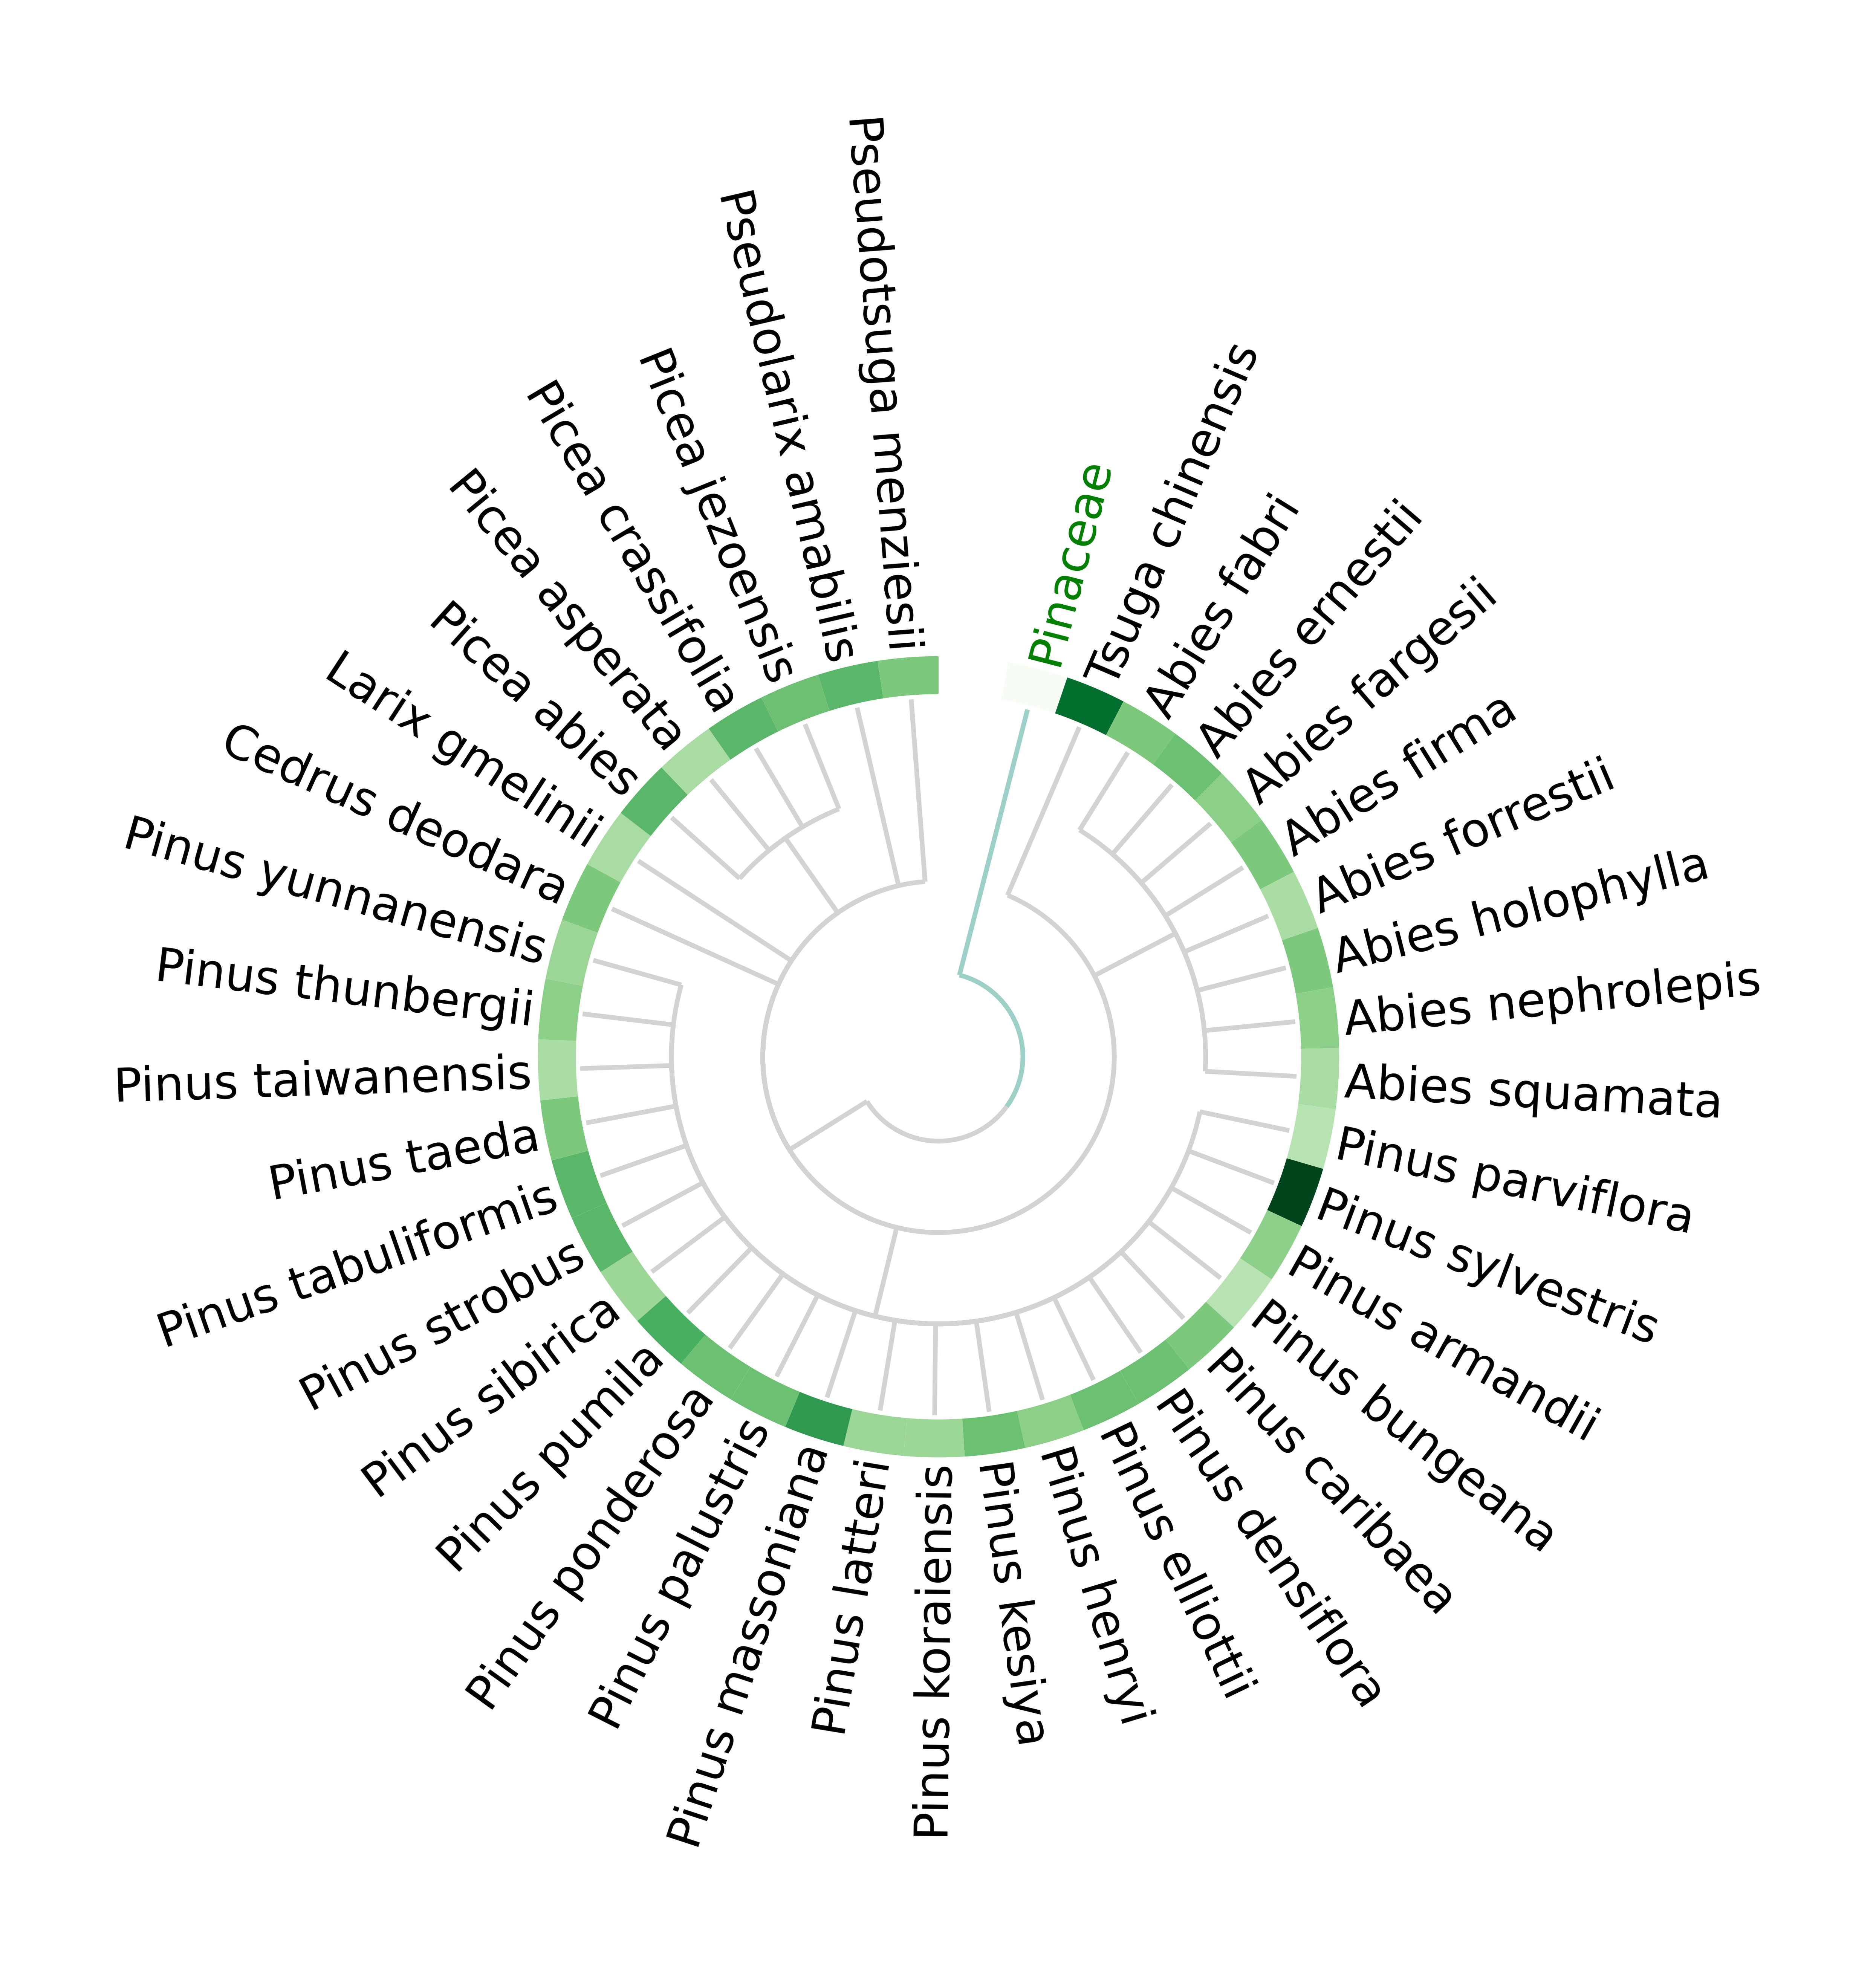 Pinaceae
Tsuga chinensis
Abies fabri
Abies ernestii
Abies fargesii
Abies firma
Abies forrestii
Abies holophylla
Abies nephrolepis
Abies squamata
Pinus parviflora
Pinus sylvestris
Pinus armandii
Pinus bungeana
Pinus caribaea
Pinus densiflora
Pinus elliottii
Pinus henryi
Pinus kesiya
Pinus koraiensis
Pinus latteri
Pinus massoniana
Pinus palustris
Pinus ponderosa
Pinus pumila
Pinus sibirica
Pinus strobus
Pinus tabuliformis
Pinus taeda
Pinus taiwanensis
Pinus thunbergii
Pinus yunnanensis
Cedrus deodara
Larix gmelinii
Picea abies
Picea asperata
Picea crassifolia
Picea jezoensis
Pseudolarix amabilis
Pseudotsuga menziesii